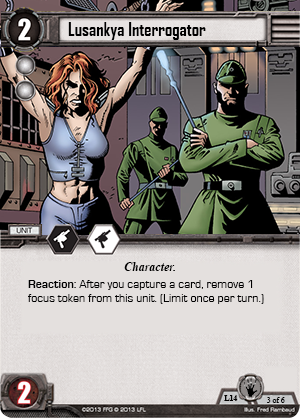 2
Lusankya Interrogator
UNIT
Character.
Reaction: After you capture a card, remove 1
focus token from this unit. (Limit once per turn.)
2
L14
3 of 6
©2013 FFG © 2013 LFL
Illus. Fred Rambaud